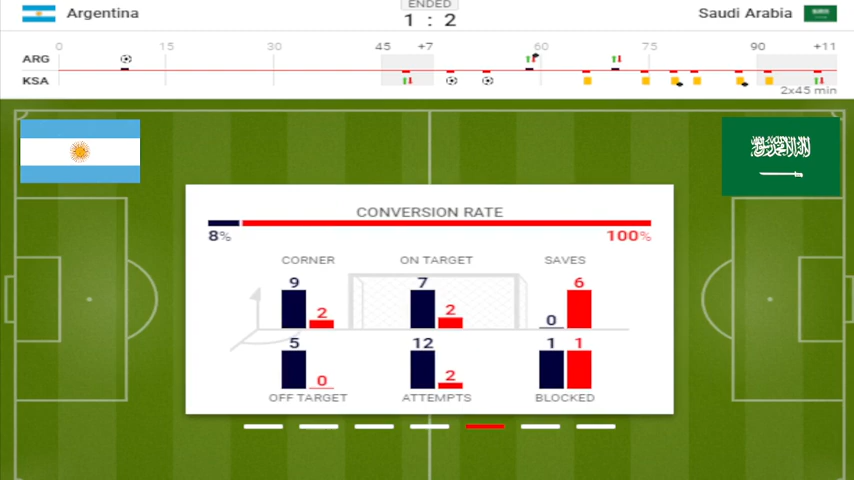 ENDED
Argentina
1 : 2
Saudi Arabia
0 15 30 45 +7 60 75 90 +11
ARG
KSA
2x45 min
CONVERSION RATE
8% 100%
CORNER ON TARGET SAVES
9 2 7 2 0 6
5 0 12 2 1 1
OFF TARGET ATTEMPTS BLOCKED